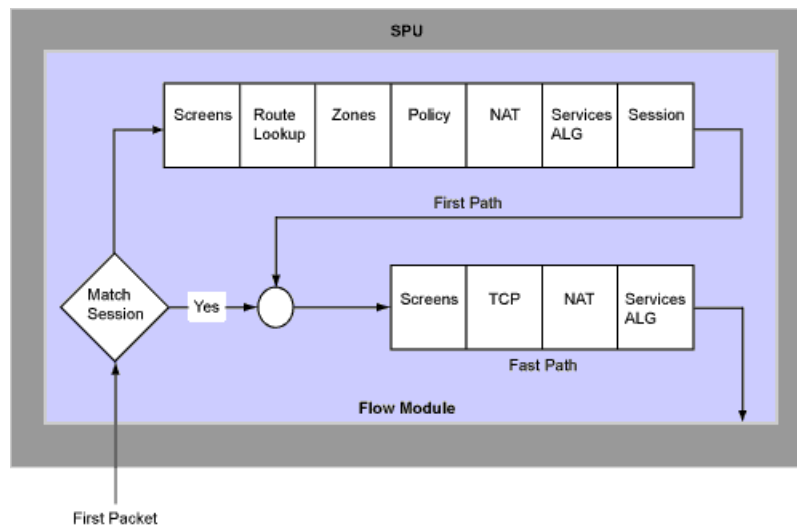 SPU
Screens
Route
Lookup
Zones
Policy
NAT
Services
ALG
Session
First Path
Match
Session
Yes
Screens
TCP
NAT
Services
ALG
Fast Path
Flow Module
First Packet